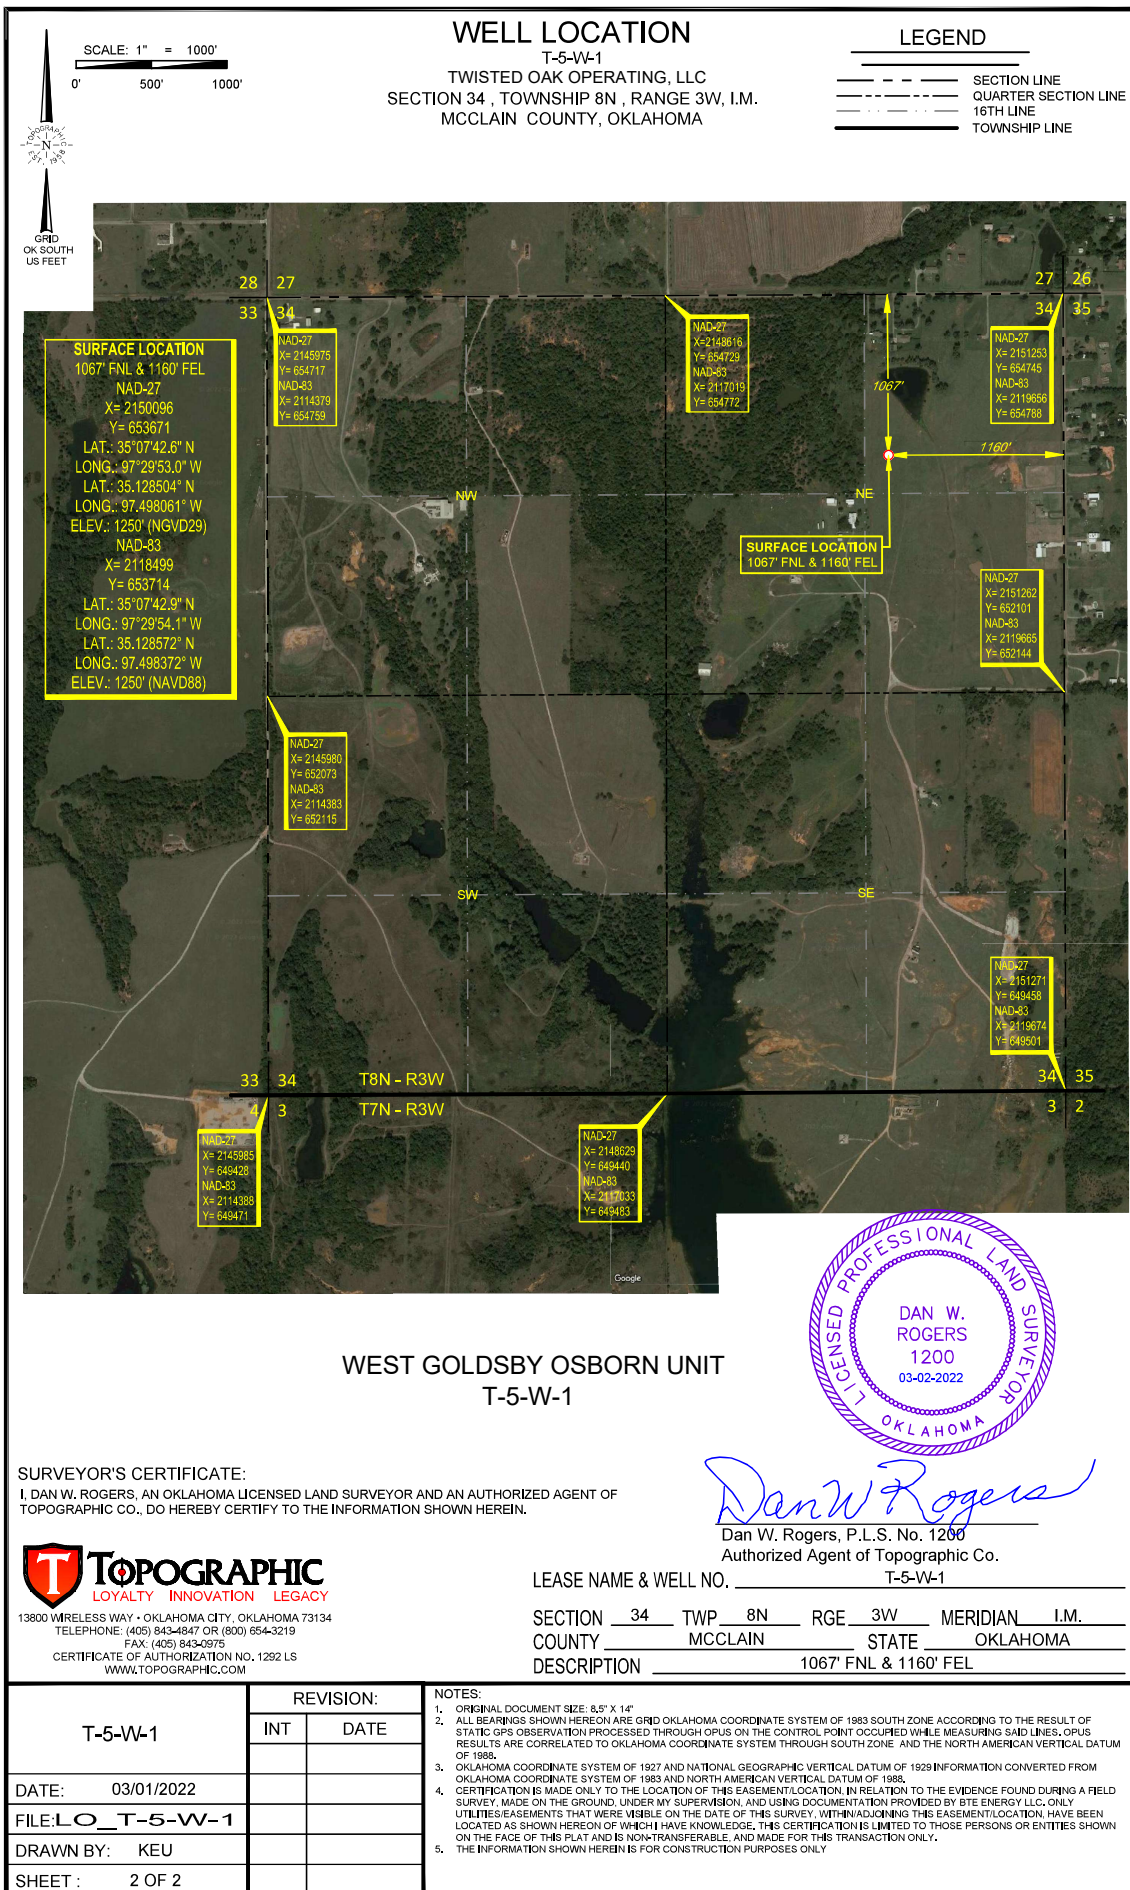 WELL LOCATION
T-5-W-1
TWISTED OAK OPERATING, LLC
SECTION 34 , TOWNSHIP 8N , RANGE 3W, I.M.
MCCLAIN COUNTY, OKLAHOMA
SCALE: 1" = 1000'
0' 500' 1000'
TOPOGRAPHIC
N
EST. 1958
GRID
OK SOUTH
US FEET
LEGEND
SECTION LINE
QUARTER SECTION LINE
16TH LINE
TOWNSHIP LINE
28 27
33 34
27 26
34 35
SURFACE LOCATION
1067' FNL & 1160' FEL
NAD-27
X= 2150096
Y= 653671
LAT.: 35°07'42.6" N
LONG.: 97°29'53.0" W
LAT.: 35.128504° N
LONG.: 97.498061° W
ELEV.: 1250' (NGVD29)
NAD-83
X= 2118499
Y= 653714
LAT.: 35°07'42.9" N
LONG.: 97°29'54.1" W
LAT.: 35.128572° N
LONG.: 97.498372° W
ELEV.: 1250' (NAVD88)
NAD-27
X= 2145975
Y= 654717
NAD-83
X= 2114379
Y= 654759
NAD-27
X=2148616
Y= 654729
NAD-83
X= 2117019
Y= 654772
NAD-27
X= 2151253
Y= 654745
NAD-83
X= 2119656
Y= 654788
1067'
1160'
NW
NE
SURFACE LOCATION
1067' FNL & 1160' FEL
NAD-27
X= 2151262
Y= 652101
NAD-83
X= 2119665
Y= 652144
NAD-27
X= 2145980
Y= 652073
NAD-83
X= 2114383
Y= 652115
SW
SE
NAD-27
X= 2151271
Y= 649458
NAD-83
X= 2119674
Y= 649501
33 34 T8N - R3W
4 3 T7N - R3W
34 35
3 2
NAD-27
X= 2145985
Y= 649428
NAD-83
X= 2114388
Y= 649471
NAD-27
X= 2148629
Y= 649440
NAD-83
X= 2117033
Y= 649483
Google
LICENSED PROFESSIONAL LAND SURVEYOR
DAN W.
ROGERS
1200
03-02-2022
OKLAHOMA
WEST GOLDSBY OSBORN UNIT
T-5-W-1
SURVEYOR'S CERTIFICATE:
I, DAN W. ROGERS, AN OKLAHOMA LICENSED LAND SURVEYOR AND AN AUTHORIZED AGENT OF
TOPOGRAPHIC CO., DO HEREBY CERTIFY TO THE INFORMATION SHOWN HEREIN.
Dan W Rogers
Dan W. Rogers, P.L.S. No. 1200
Authorized Agent of Topographic Co.
T TOPOGRAPHIC
LOYALTY INNOVATION LEGACY
13800 WIRELESS WAY • OKLAHOMA CITY, OKLAHOMA 73134
TELEPHONE: (405) 843-4847 OR (800) 654-3219
FAX: (405) 843-0975
CERTIFICATE OF AUTHORIZATION NO. 1292 LS
WWW.TOPOGRAPHIC.COM
LEASE NAME & WELL NO. T-5-W-1
SECTION 34 TWP 8N RGE 3W MERIDIAN I.M.
COUNTY MCCLAIN STATE OKLAHOMA
DESCRIPTION 1067' FNL & 1160' FEL
T-5-W-1
REVISION:
INT DATE
DATE: 03/01/2022
FILE:LO_T-5-W-1
DRAWN BY: KEU
SHEET : 2 OF 2
NOTES:
1. ORIGINAL DOCUMENT SIZE: 8.5" X 14"
2. ALL BEARINGS SHOWN HEREON ARE GRID OKLAHOMA COORDINATE SYSTEM OF 1983 SOUTH ZONE ACCORDING TO THE RESULT OF
STATIC GPS OBSERVATION PROCESSED THROUGH OPUS ON THE CONTROL POINT OCCUPIED WHILE MEASURING SAID LINES. OPUS
RESULTS ARE CORRELATED TO OKLAHOMA COORDINATE SYSTEM THROUGH SOUTH ZONE AND THE NORTH AMERICAN VERTICAL DATUM
OF 1988.
3. OKLAHOMA COORDINATE SYSTEM OF 1927 AND NATIONAL GEOGRAPHIC VERTICAL DATUM OF 1929 INFORMATION CONVERTED FROM
OKLAHOMA COORDINATE SYSTEM OF 1983 AND NORTH AMERICAN VERTICAL DATUM OF 1988.
4. CERTIFICATION IS MADE ONLY TO THE LOCATION OF THIS EASEMENT/LOCATION, IN RELATION TO THE EVIDENCE FOUND DURING A FIELD
SURVEY, MADE ON THE GROUND, UNDER MY SUPERVISION, AND USING DOCUMENTATION PROVIDED BY BTE ENERGY LLC. ONLY
UTILITIES/EASEMENTS THAT WERE VISIBLE ON THE DATE OF THIS SURVEY, WITHIN/ADJOINING THIS EASEMENT/LOCATION, HAVE BEEN
LOCATED AS SHOWN HEREON OF WHICH I HAVE KNOWLEDGE. THIS CERTIFICATION IS LIMITED TO THOSE PERSONS OR ENTITIES SHOWN
ON THE FACE OF THIS PLAT AND IS NON-TRANSFERABLE, AND MADE FOR THIS TRANSACTION ONLY.
5. THE INFORMATION SHOWN HEREIN IS FOR CONSTRUCTION PURPOSES ONLY